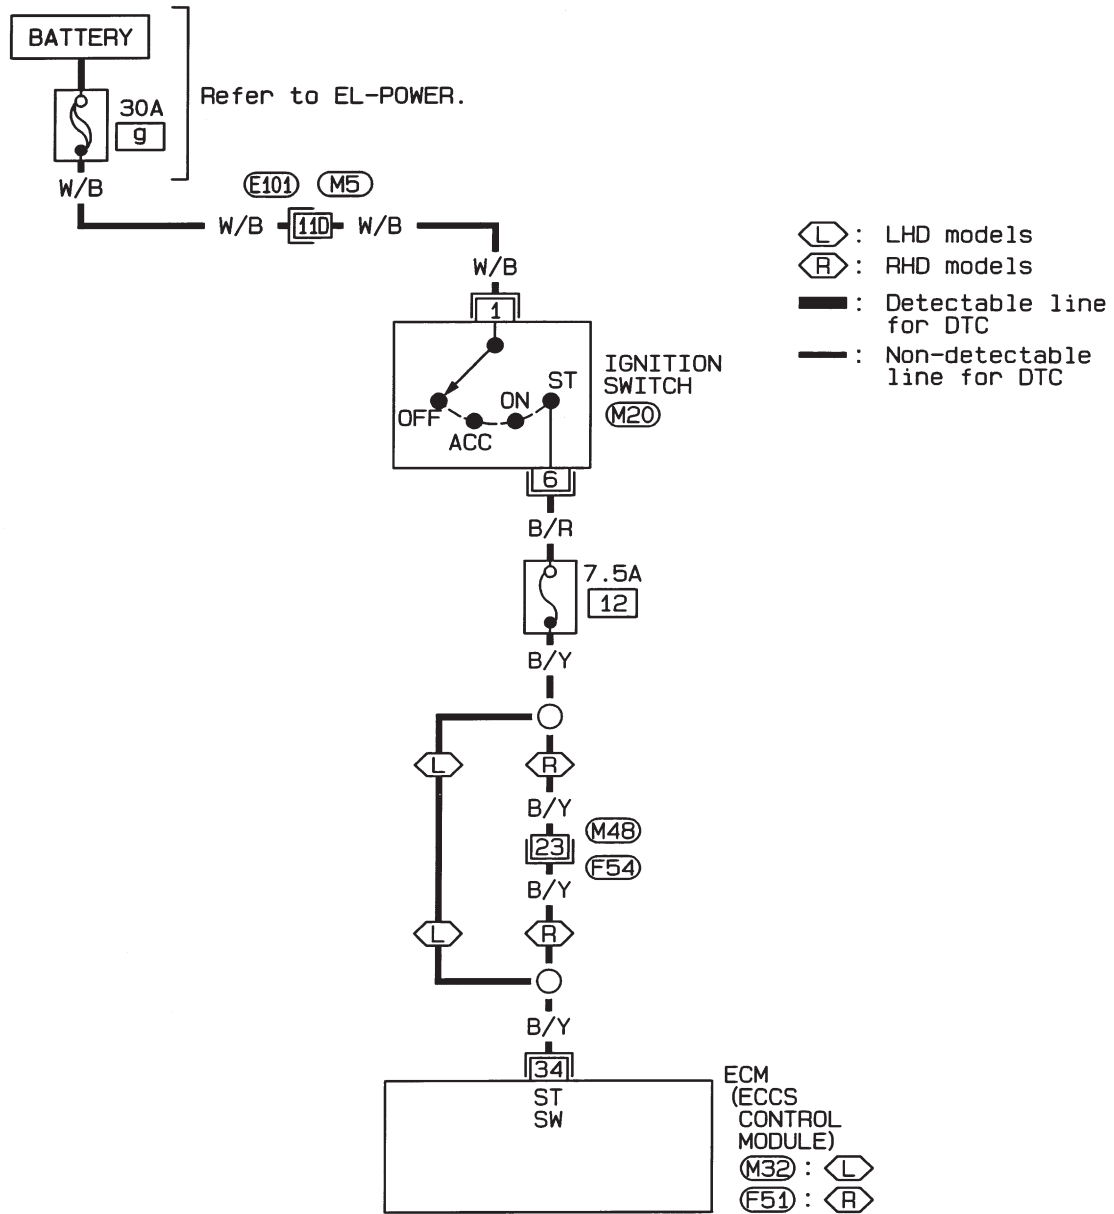 BATTERY
30A
g
Refer to EL-POWER.
W/B
E101 M5
W/B 11D W/B
W/B
1
L : LHD models
R : RHD models
: Detectable line
for DTC
: Non-detectable
line for DTC
IGNITION
SWITCH
M20
ST
ON
OFF
ACC
6
B/R
7.5A
12
B/Y
L R
B/Y
M48
23
F54
B/Y
L R
B/Y
34
ST
SW
ECM
(ECCS
CONTROL
MODULE)
M32 : L
F51 : R